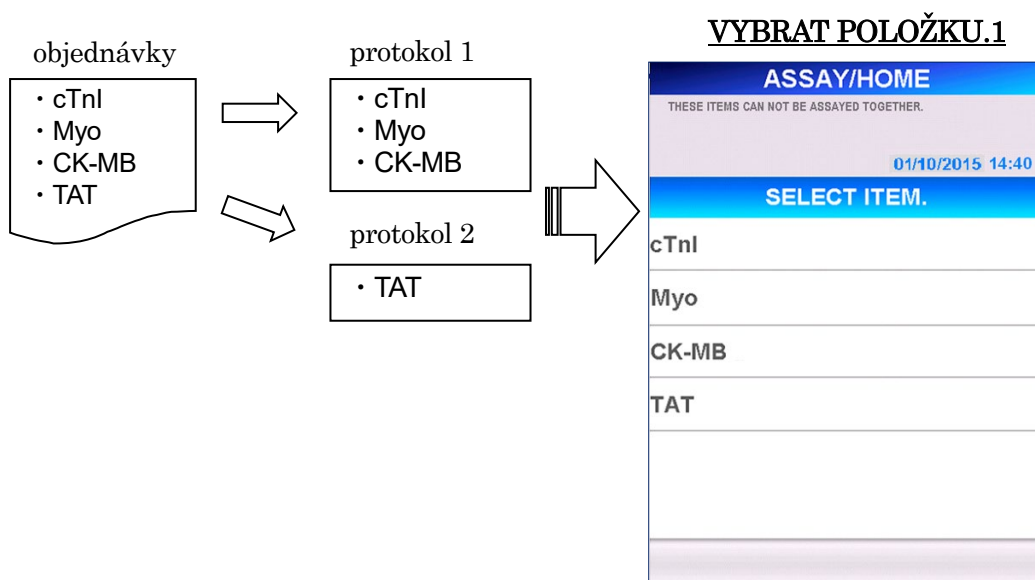 VYBRAT POLOŽKU.1
objednávky
・cTnI
・Myo
・CK-MB
・TAT
protokol 1
・cTnI
・Myo
・CK-MB
protokol 2
・TAT
ASSAY/HOME
THESE ITEMS CAN NOT BE ASSAYED TOGETHER.
01/10/2015 14:40
SELECT ITEM.
cTnI
Myo
CK-MB
TAT